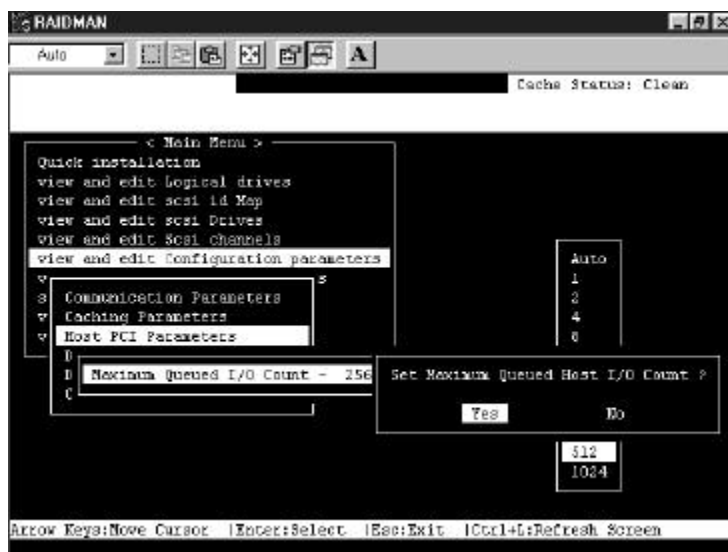 RAIDMAN
Auto
A
Cache Status: Clean
< Main Menu >
Quick installation
view and edit Logical drives
view and edit scsi id Map
view and edit scsi Drives
view and edit Scsi channels
view and edit Configuration parameters
v s
s Communication Parameters
v Caching Parameters
v Host PCI Parameters
D
D Maximum Queued I/O Count - 256
C
Auto
1
2
4
8
Set Maximum Queued Host I/O Count ?
Yes No
512
1024
Arrow Keys:Move Cursor |Enter:Select |Esc:Exit |Ctrl+L:Refresh Screen